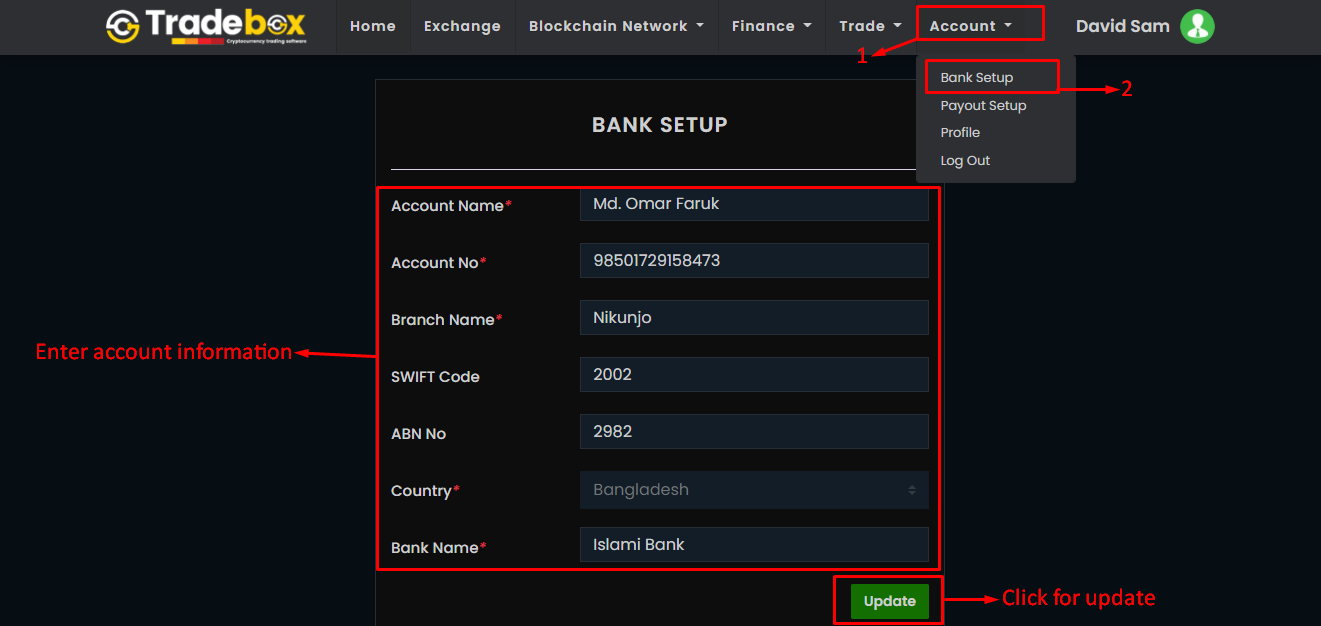 Tradebox
Cryptocurrency trading software
Home Exchange Blockchain Network Finance Trade Account David Sam
1
Bank Setup
2
Payout Setup
Profile
Log Out
BANK SETUP
Account Name* Md. Omar Faruk
Account No* 98501729158473
Branch Name* Nikunjo
Enter account information
SWIFT Code 2002
ABN No 2982
Country* Bangladesh
Bank Name* Islami Bank
Update
Click for update